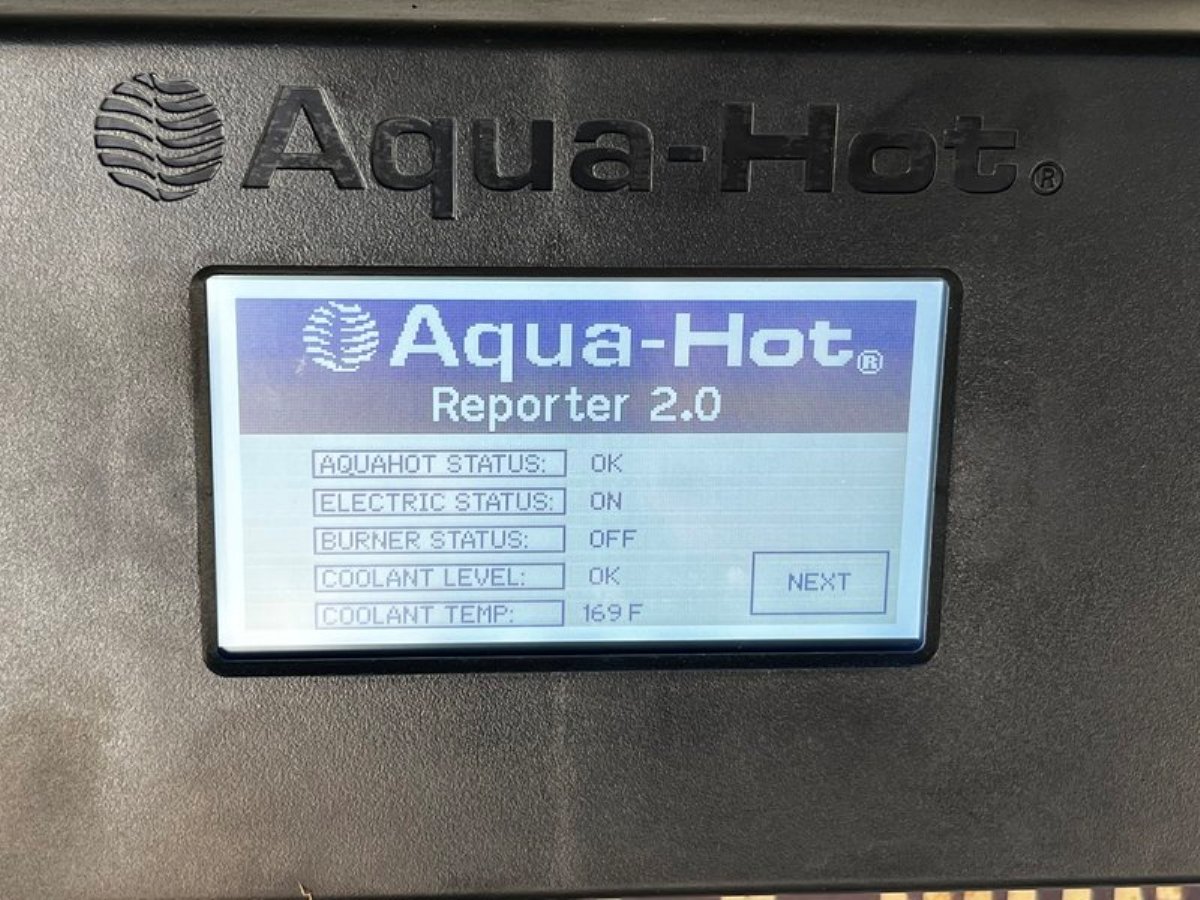 Aqua-Hot®
Aqua-Hot®
Reporter 2.0
AQUAHOT STATUS: OK
ELECTRIC STATUS: ON
BURNER STATUS: OFF
COOLANT LEVEL: OK
NEXT
COOLANT TEMP: 169 F